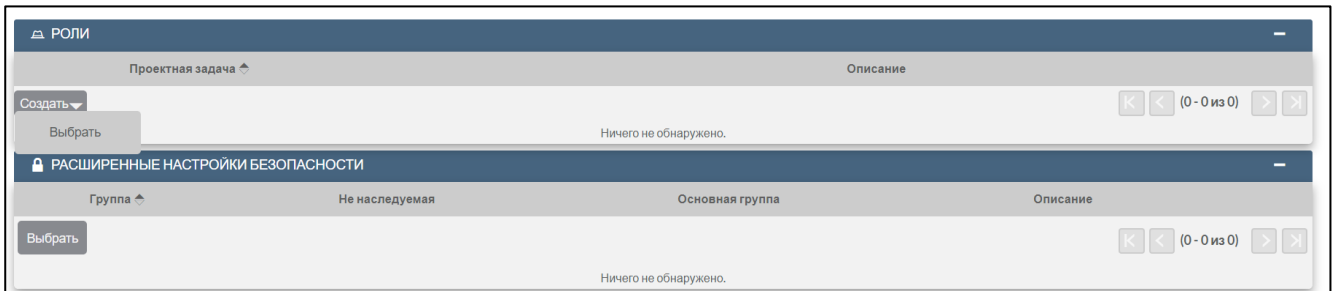 РОЛИ
Проектная задача Описание
Создать
(0 - 0 из 0)
Выбрать
Ничего не обнаружено.
РАСШИРЕННЫЕ НАСТРОЙКИ БЕЗОПАСНОСТИ
Группа Не наследуемая Основная группа Описание
Выбрать (0 - 0 из 0)
Ничего не обнаружено.